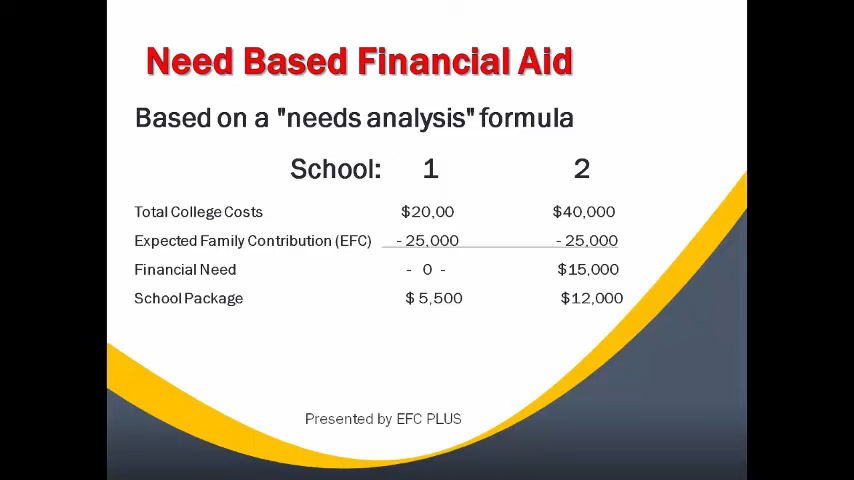 Need Based Financial Aid
Based on a "needs analysis" formula
School: 1 2
Total College Costs $20,00 $40,000
Expected Family Contribution (EFC) - 25,000 - 25,000
Financial Need - 0 - $15,000
School Package $ 5,500 $12,000
Presented by EFC PLUS